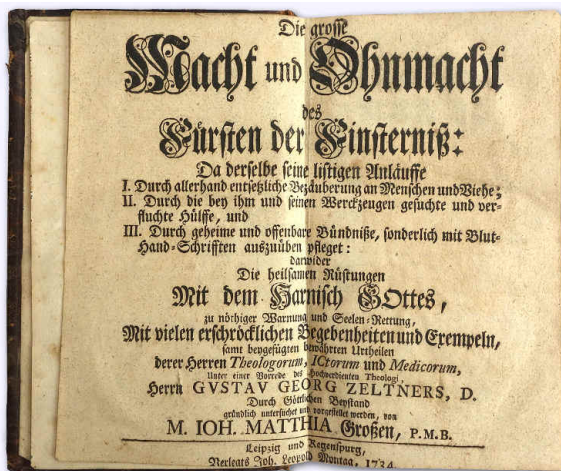 Die grosse
Macht und Ohnmacht
des
Fürsten der Finsterniß:
Da derselbe seine listigen Anläuffe
I. Durch allerhand entsetzliche Bezauberung an Menschen und Viehe;
II. Durch die bey ihm und seinen Werckzeugen gesuchte und ver-
fluchte Hülffe, und
III. Durch geheime und offenbare Bündniße, sonderlich mit Blut-
Hand-Schrifften auszuüben pfleget:
darwider
Die heilsamen Rüstungen
Mit dem Harnisch GOttes,
zu nöthiger Warnung und Seelen-Rettung,
Mit vielen erschröcklichen Begebenheiten und Exempeln,
samt beygefügten bewährten Urtheilen
derer Herren Theologorum, ICtorum und Medicorum,
Unter einer Vorrede des Hochverdienten Theologi,
Herrn GVSTAV GEORG ZELTNERS, D.
Durch Göttlichen Beystand
gründlich untersuchet und vorgestellet werden, von
M. IOH. MATTHIA Großen, P.M.B.
Leipzig und Regenspurg,
Verlegts Joh. Leopold Montag, 1734